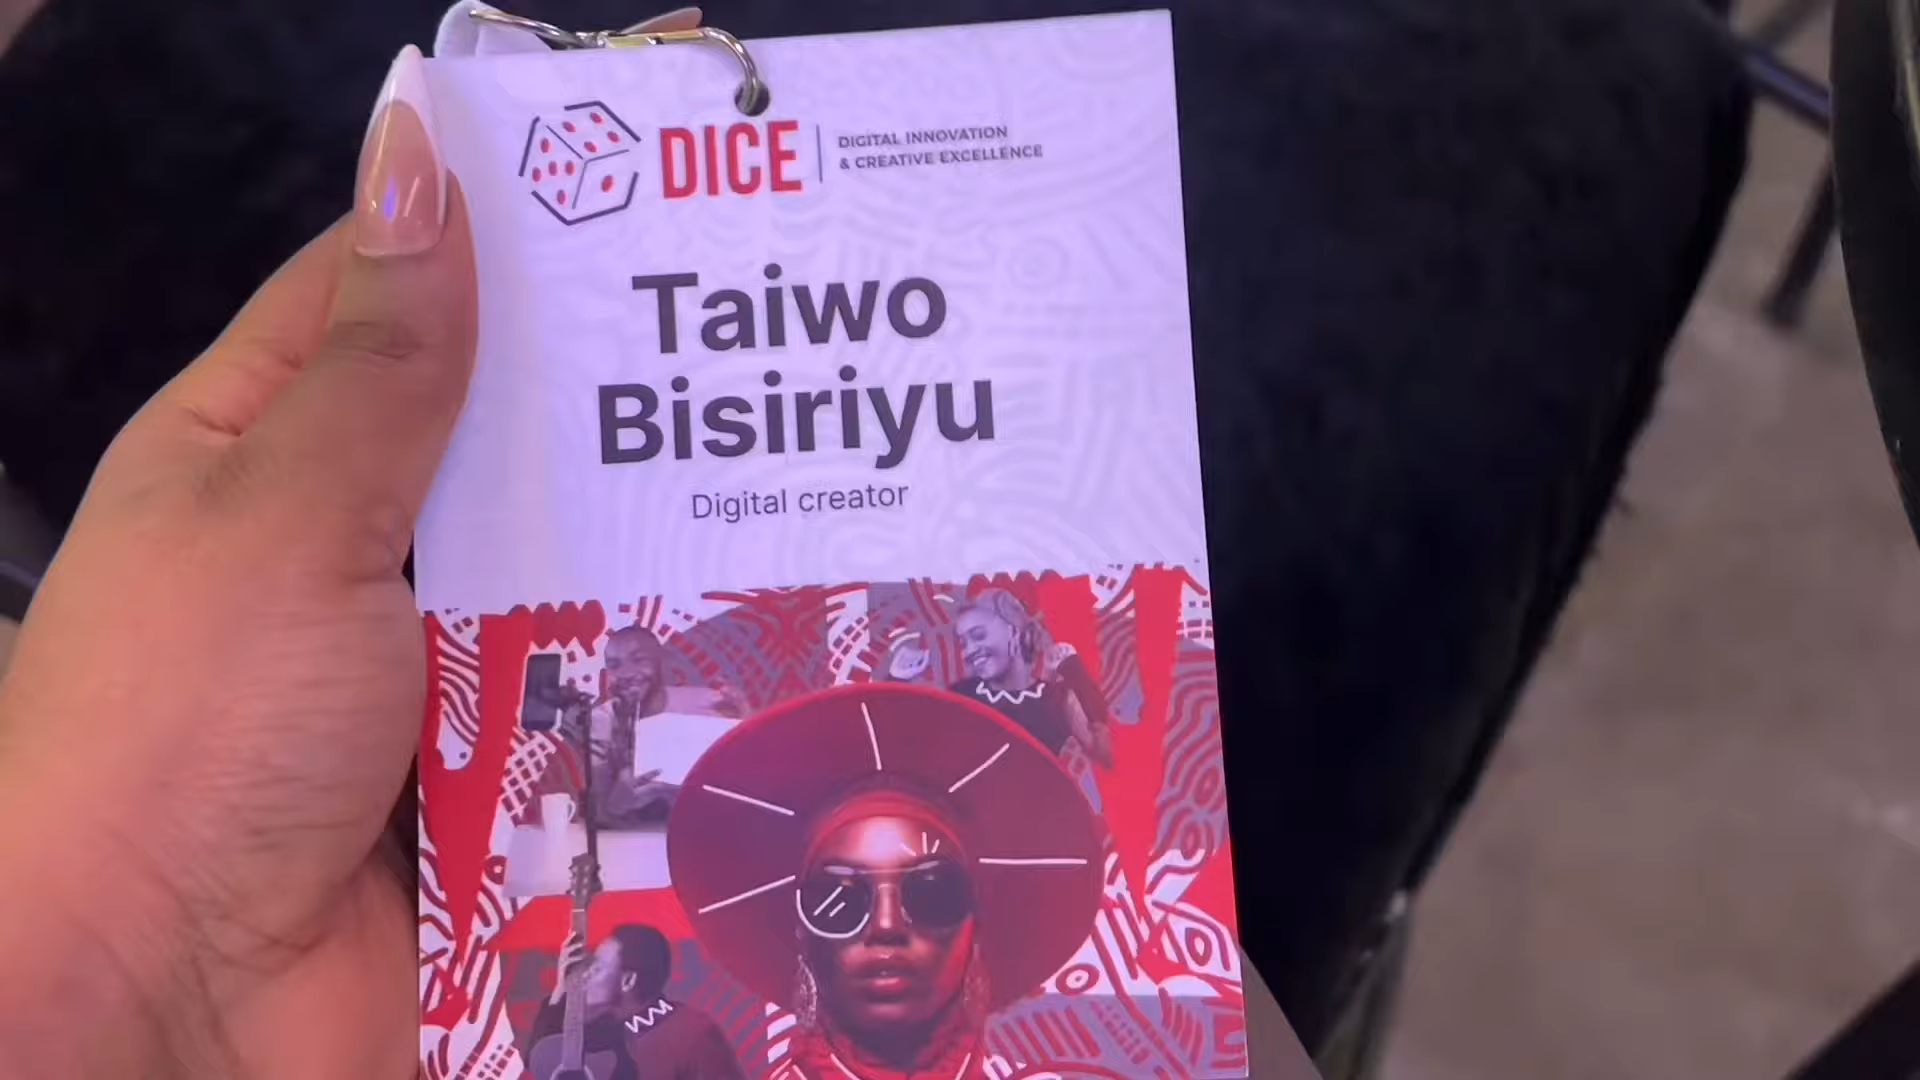 DICE
DIGITAL INNOVATION
& CREATIVE EXCELLENCE
Taiwo
Bisiriyu
Digital creator